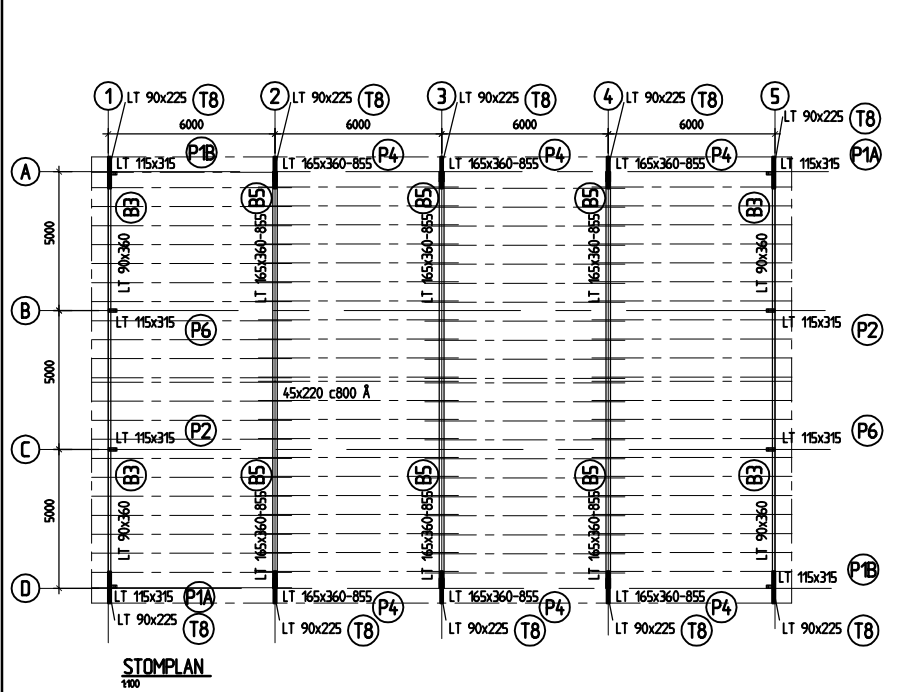 1 2 3 4 5
LT 90x225 T8 LT 90x225 T8 LT 90x225 T8 LT 90x225 T8
LT 90x225 T8
6000 6000 6000 6000
P1B P4 P4 P4 P1A
A LT 115x315 LT 165x360-855 LT 165x360-855 LT 165x360-855 LT 115x315
B3 B5 B5 B5 B3
5000
LT 90x360 LT 165x360-855 LT 165x360-855 LT 165x360-855 LT 90x360
B
LT 115x315 P6 LT 115x315 P2
5000
45x220 c800 Å
LT 115x315 P2 LT 115x315 P6
C
B3 B5 B5 B5 B3
5000
LT 90x360 LT 165x360-855 LT 165x360-855 LT 165x360-855 LT 90x360
LT 115x315 P1B
D
LT 115x315 P1A LT 165x360-855 P4 LT 165x360-855 P4 LT 165x360-855 P4
LT 90x225 T8 LT 90x225 T8 LT 90x225 T8 LT 90x225 T8 LT 90x225 T8
STOMPLAN
1:100